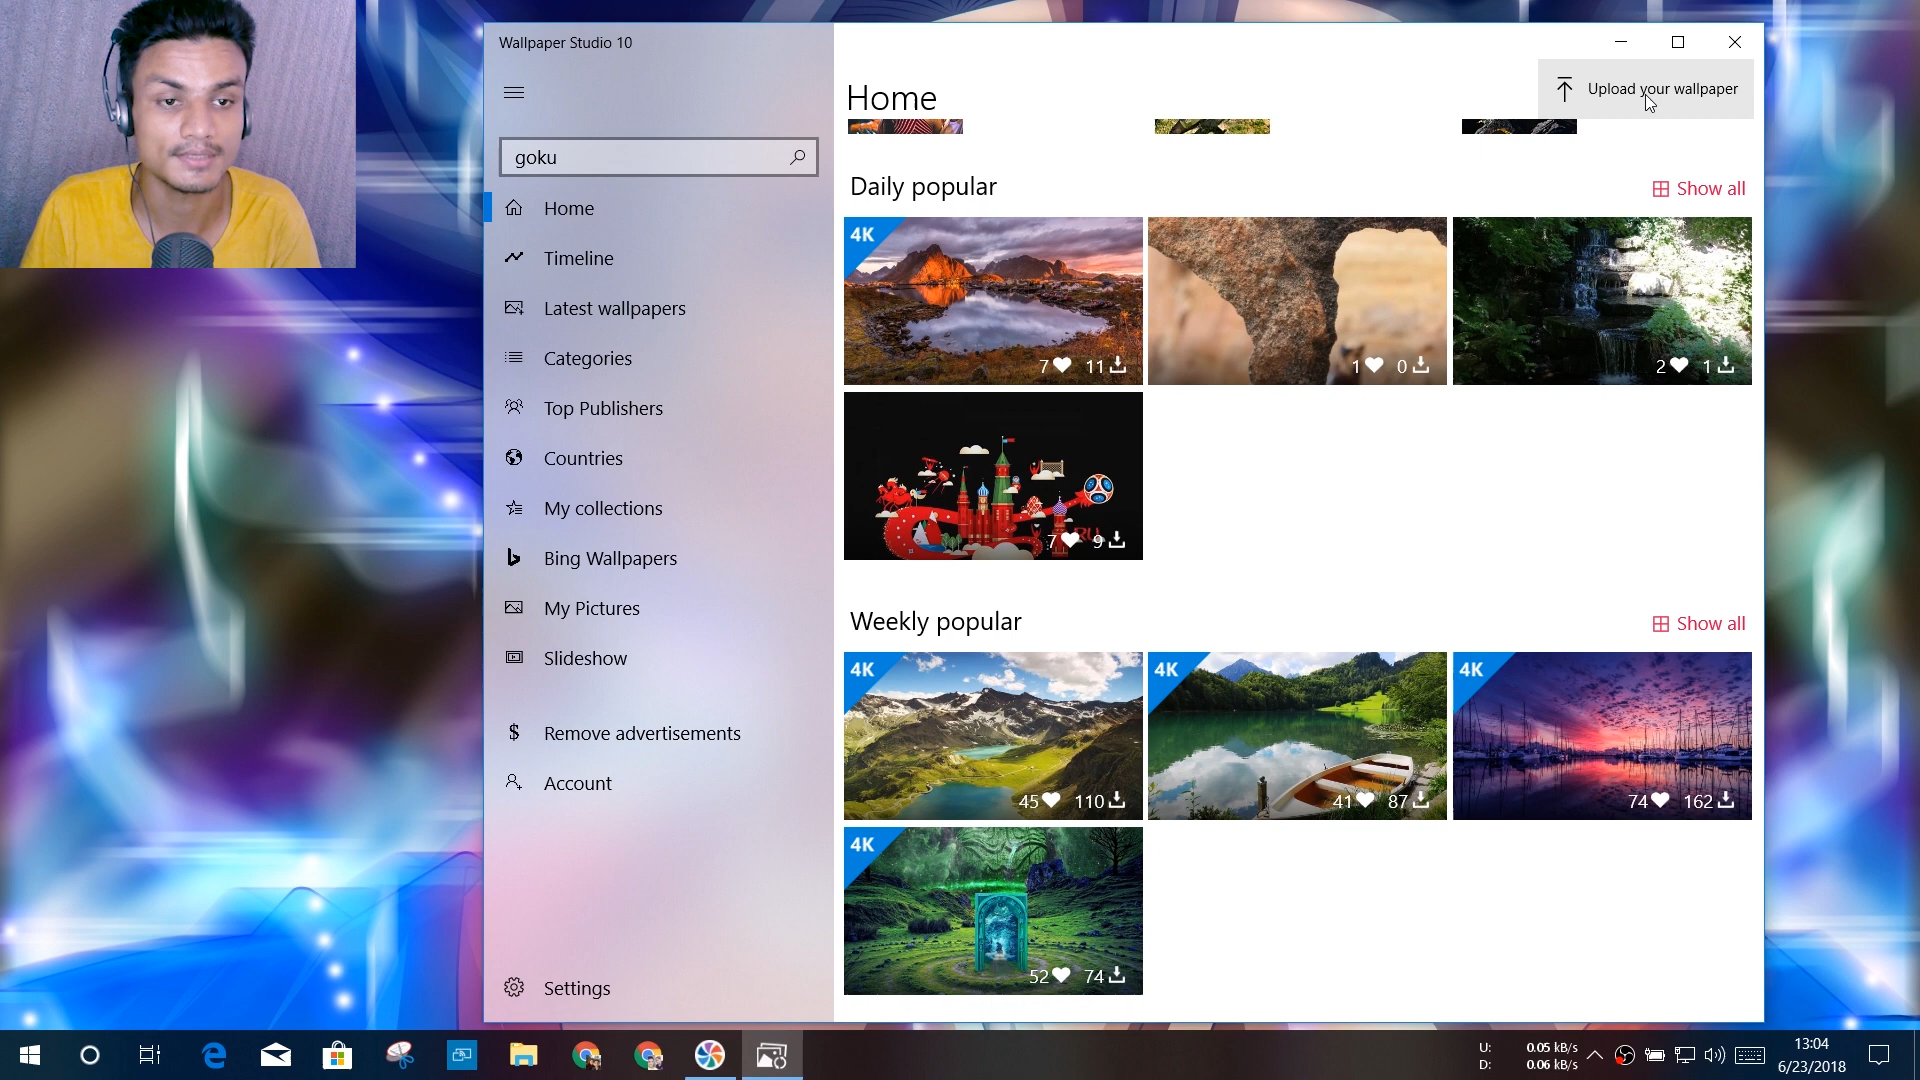 Wallpaper Studio 10
goku
Home
Timeline
Latest wallpapers
Categories
Top Publishers
Countries
My collections
Bing Wallpapers
My Pictures
Slideshow
Remove advertisements
Account
Settings
Home
Upload your wallpaper
Daily popular
Show all
4K
7 11
1 0
2 1
7 9
Weekly popular
Show all
4K
45 110
4K
41 87
4K
74 162
4K
52 74
U: 0.05 kB/s
D: 0.06 kB/s
13:04
6/23/2018